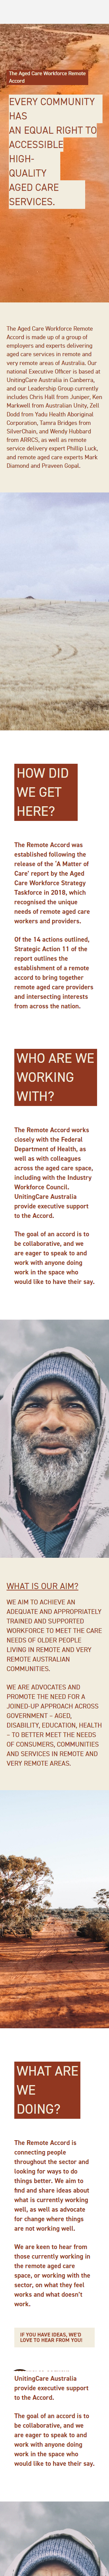 The Aged Care Workforce Remote
Accord
EVERY COMMUNITY
HAS
AN EQUAL RIGHT TO
ACCESSIBLE
HIGH-
QUALITY
AGED CARE
SERVICES.
The Aged Care Workforce Remote
Accord is made up of a group of
employers and experts delivering
aged care services in remote and
very remote areas of Australia. Our
national Executive Officer is based at
UnitingCare Australia in Canberra,
and our Leadership Group currently
includes Chris Hall from Juniper, Ken
Markwell from Australian Unity, Zell
Dodd from Yadu Health Aboriginal
Corporation, Tamra Bridges from
SilverChain, and Wendy Hubbard
from ARRCS, as well as remote
service delivery expert Phillip Luck,
and remote aged care experts Mark
Diamond and Praveen Gopal.
HOW DID
WE GET
HERE?
The Remote Accord was
established following the
release of the ‘A Matter of
Care’ report by the Aged
Care Workforce Strategy
Taskforce in 2018, which
recognised the unique
needs of remote aged care
workers and providers.
Of the 14 actions outlined,
Strategic Action 11 of the
report outlines the
establishment of a remote
accord to bring together
remote aged care providers
and intersecting interests
from across the nation.
WHO ARE WE
WORKING
WITH?
The Remote Accord works
closely with the Federal
Department of Health, as
well as with colleagues
across the aged care space,
including with the Industry
Workforce Council.
UnitingCare Australia
provide executive support
to the Accord.
The goal of an accord is to
be collaborative, and we
are eager to speak to and
work with anyone doing
work in the space who
would like to have their say.
WHAT IS OUR AIM?
WE AIM TO ACHIEVE AN
ADEQUATE AND APPROPRIATELY
TRAINED AND SUPPORTED
WORKFORCE TO MEET THE CARE
NEEDS OF OLDER PEOPLE
LIVING IN REMOTE AND VERY
REMOTE AUSTRALIAN
COMMUNITIES.
WE ARE ADVOCATES AND
PROMOTE THE NEED FOR A
JOINED-UP APPROACH ACROSS
GOVERNMENT – AGED,
DISABILITY, EDUCATION, HEALTH
– TO BETTER MEET THE NEEDS
OF CONSUMERS, COMMUNITIES
AND SERVICES IN REMOTE AND
VERY REMOTE AREAS.
WHAT ARE
WE
DOING?
The Remote Accord is
connecting people
throughout the sector and
looking for ways to do
things better. We aim to
find and share ideas about
what is currently working
well, as well as advocate
for change where things
are not working well.
We are keen to hear from
those currently working in
the remote aged care
space, or working with the
sector, on what they feel
works and what doesn’t
work.
IF YOU HAVE IDEAS, WE'D
LOVE TO HEAR FROM YOU!
UnitingCare Australia
provide executive support
to the Accord.
The goal of an accord is to
be collaborative, and we
are eager to speak to and
work with anyone doing
work in the space who
would like to have their say.